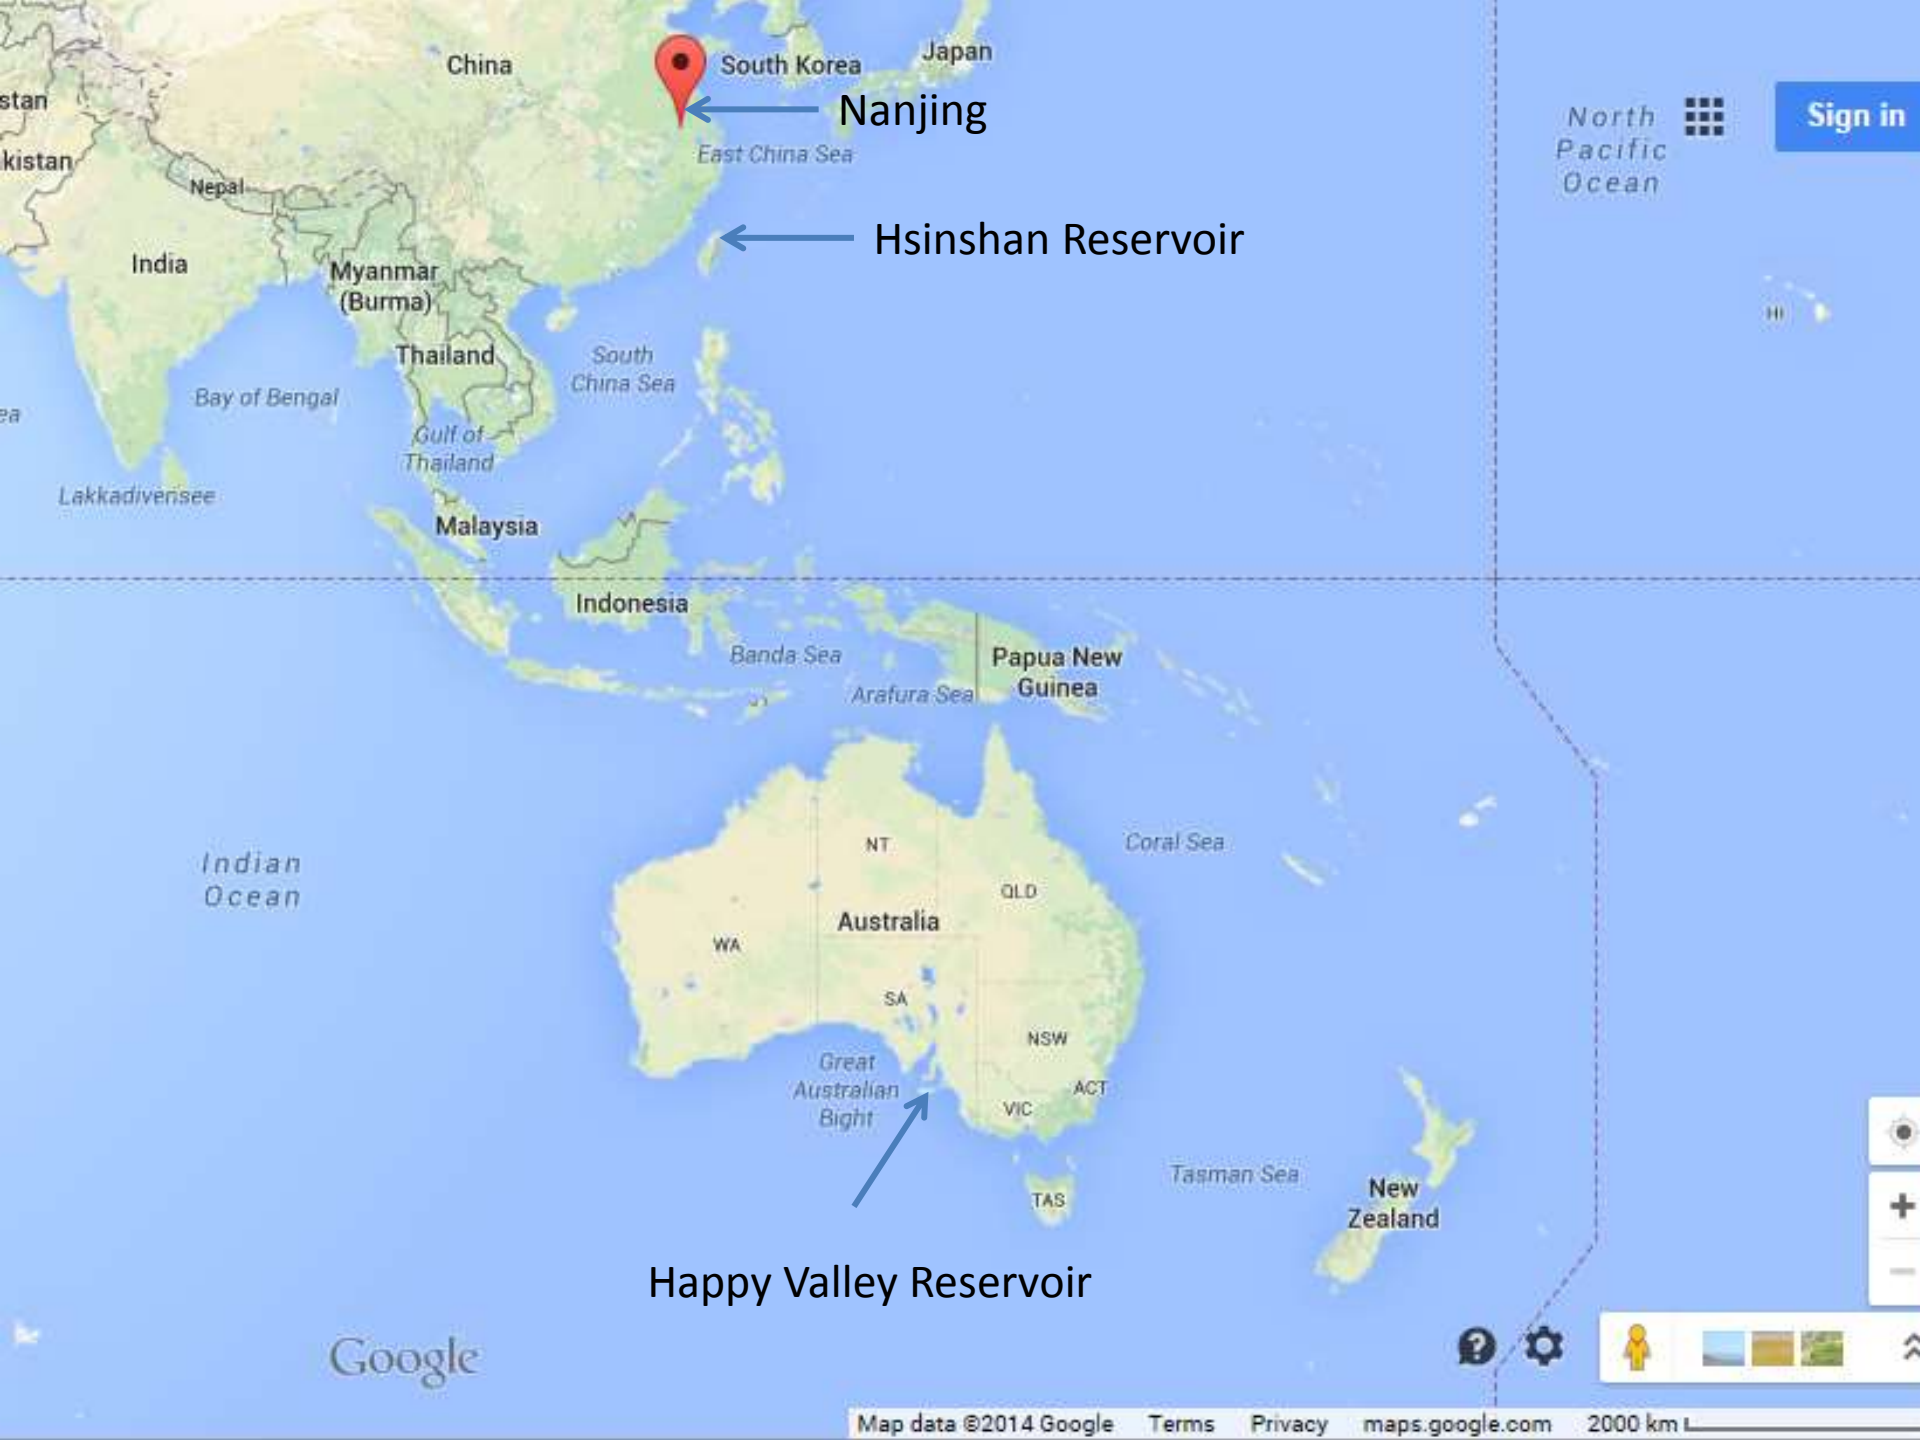 China
South Korea
Japan
stan
Nanjing
North
Pacific
Ocean
Sign in
kistan
East China Sea
Nepal
Hsinshan Reservoir
India
Myanmar
(Burma)
HI
Thailand
South
China Sea
Bay of Bengal
ea
Gulf of
Thailand
Lakkadivensee
Malaysia
Indonesia
Banda Sea
Papua New
Guinea
Arafura Sea
NT
Coral Sea
Indian
Ocean
QLD
Australia
WA
SA
NSW
Great
Australian
Bight
ACT
VIC
Tasman Sea
TAS
New
Zealand
Happy Valley Reservoir
Google
Map data ©2014 Google Terms Privacy maps.google.com 2000 km